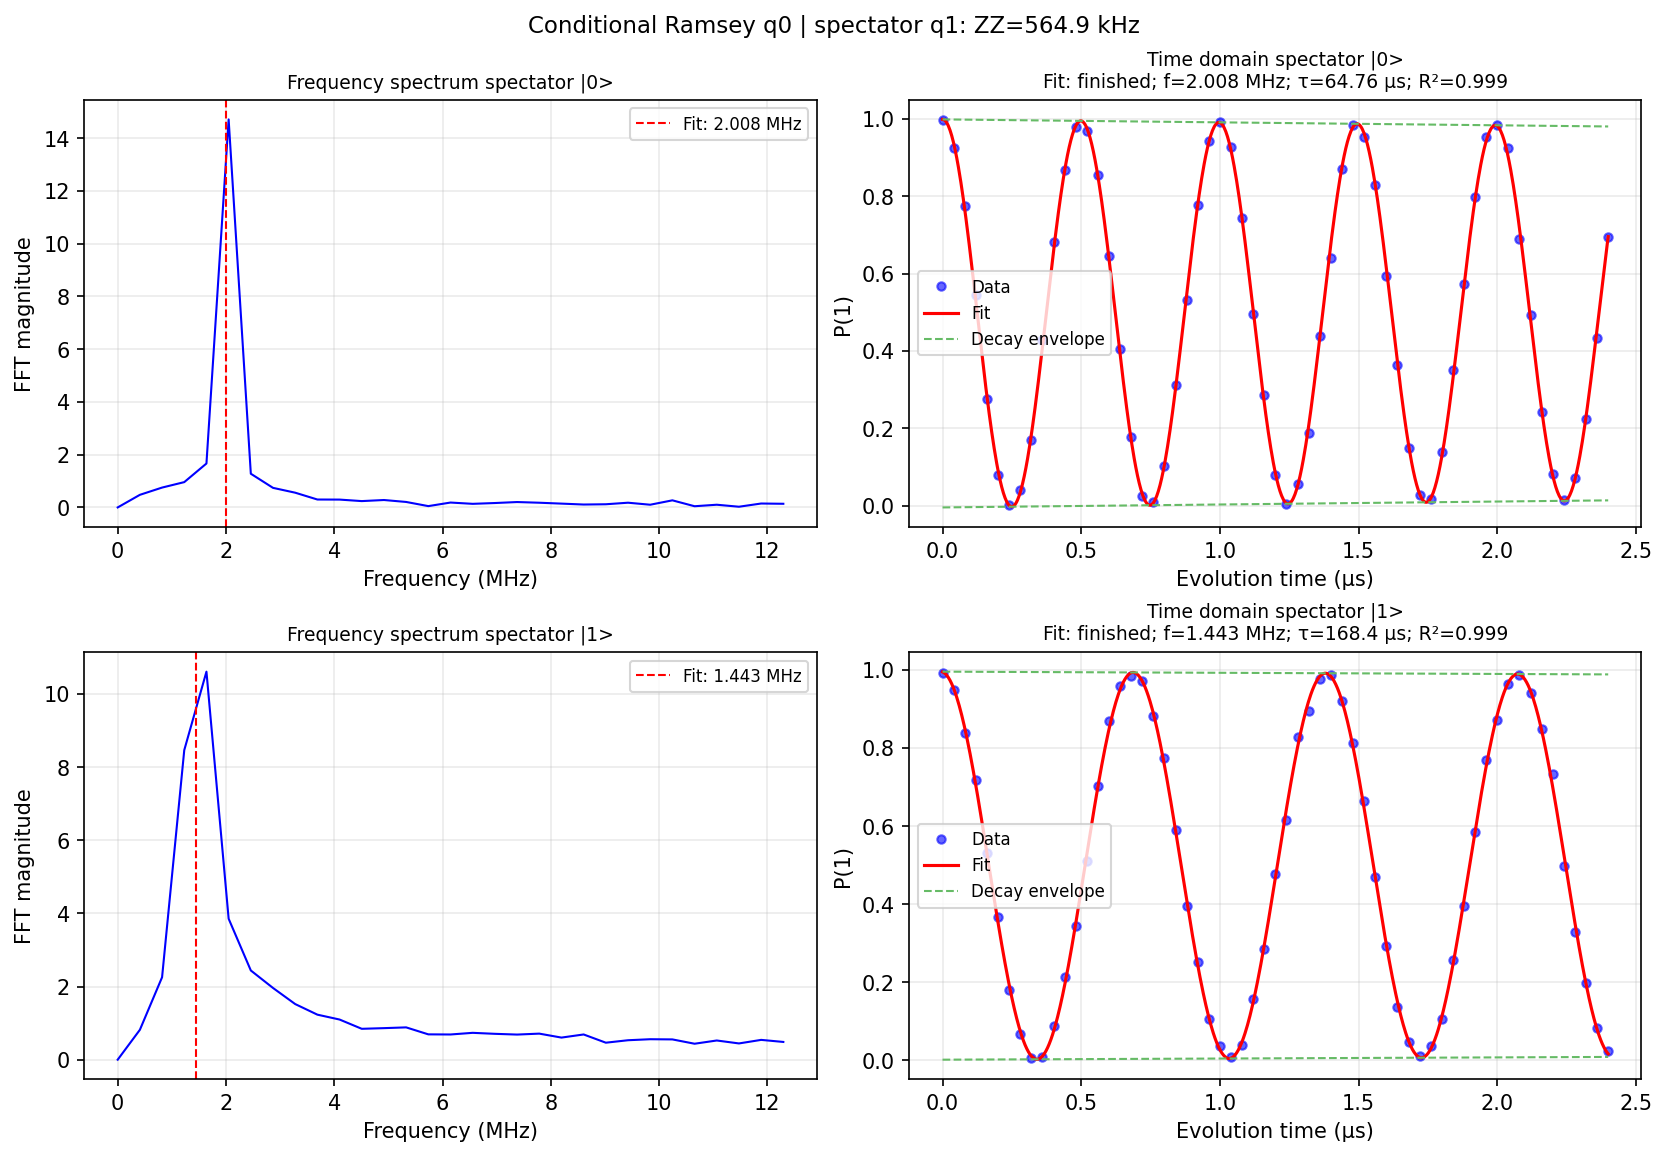 Conditional Ramsey q0 | spectator q1: ZZ=564.9 kHz
Frequency spectrum spectator |0>
Fit: 2.008 MHz
FFT magnitude
14
12
10
8
6
4
2
0
0 2 4 6 8 10 12
Frequency (MHz)
Time domain spectator |0>
Fit: finished; f=2.008 MHz; τ=64.76 µs; R²=0.999
P(1)
1.0
0.8
0.6
0.4
0.2
0.0
Data
Fit
Decay envelope
0.0 0.5 1.0 1.5 2.0 2.5
Evolution time (µs)
Frequency spectrum spectator |1>
Fit: 1.443 MHz
FFT magnitude
10
8
6
4
2
0
0 2 4 6 8 10 12
Frequency (MHz)
Time domain spectator |1>
Fit: finished; f=1.443 MHz; τ=168.4 µs; R²=0.999
P(1)
1.0
0.8
0.6
0.4
0.2
0.0
Data
Fit
Decay envelope
0.0 0.5 1.0 1.5 2.0 2.5
Evolution time (µs)